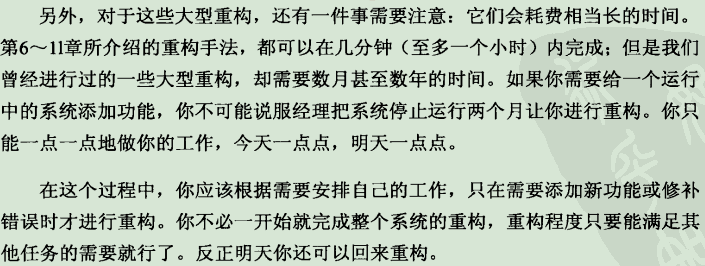 另外，对于这些大型重构，还有一件事需要注意：它们会耗费相当长的时间。
第6～11章所介绍的重构手法，都可以在几分钟（至多一个小时）内完成；但是我们
曾经进行过的一些大型重构，却需要数月甚至数年的时间。如果你需要给一个运行
中的系统添加功能，你不可能说服经理把系统停止运行两个月让你进行重构。你只
能一点一点地做你的工作，今天一点点，明天一点点。
在这个过程中，你应该根据需要安排自己的工作，只在需要添加新功能或修补
错误时才进行重构。你不必一开始就完成整个系统的重构，重构程度只要能满足其
他任务的需要就行了。反正明天你还可以回来重构。